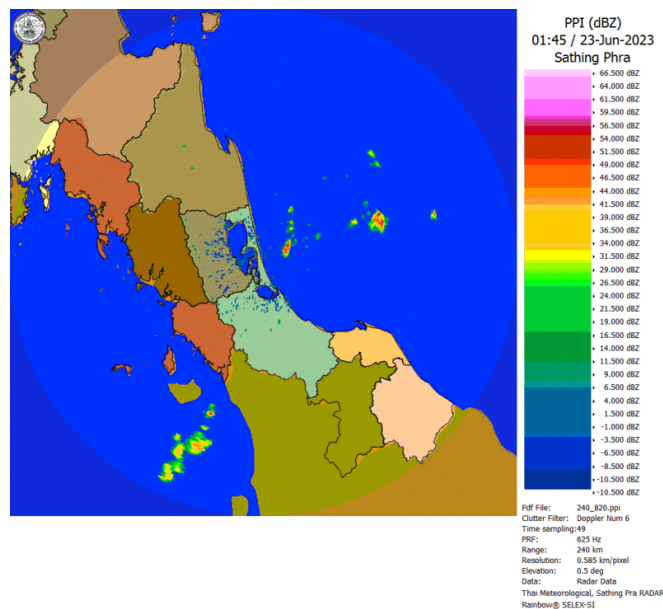 PPI (dBZ)
01:45 / 23-Jun-2023
Sathing Phra
66.500 dBZ
64.000 dBZ
61.500 dBZ
59.500 dBZ
56.500 dBZ
54.000 dBZ
51.500 dBZ
49.000 dBZ
46.500 dBZ
44.000 dBZ
41.500 dBZ
39.000 dBZ
36.500 dBZ
34.000 dBZ
31.500 dBZ
29.000 dBZ
26.500 dBZ
24.000 dBZ
21.500 dBZ
19.000 dBZ
16.500 dBZ
14.000 dBZ
11.500 dBZ
9.000 dBZ
6.500 dBZ
4.000 dBZ
1.500 dBZ
-1.000 dBZ
-3.500 dBZ
-6.500 dBZ
-8.500 dBZ
-10.500 dBZ
-10.500 dBZ
Pdf File: 240_820.ppi
Clutter Filter: Doppler Num 6
Time sampling:49
PRF: 625 Hz
Range: 240 km
Resolution: 0.585 km/pixel
Elevation: 0.5 deg
Data: Radar Data
Thai Meteorological, Sathing Pra RADAR
Rainbow® SELEX-SI